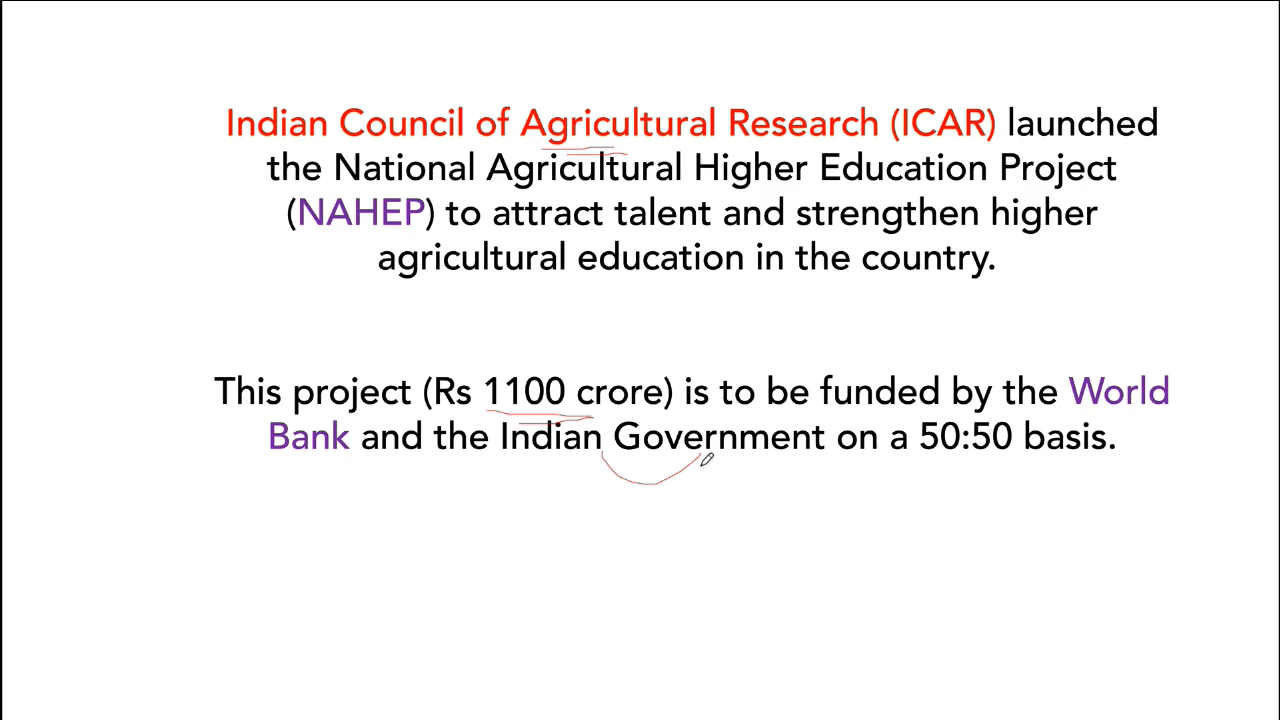 Indian Council of Agricultural Research (ICAR) launched
the National Agricultural Higher Education Project
(NAHEP) to attract talent and strengthen higher
agricultural education in the country.
This project (Rs 1100 crore) is to be funded by the World
Bank and the Indian Government on a 50:50 basis.